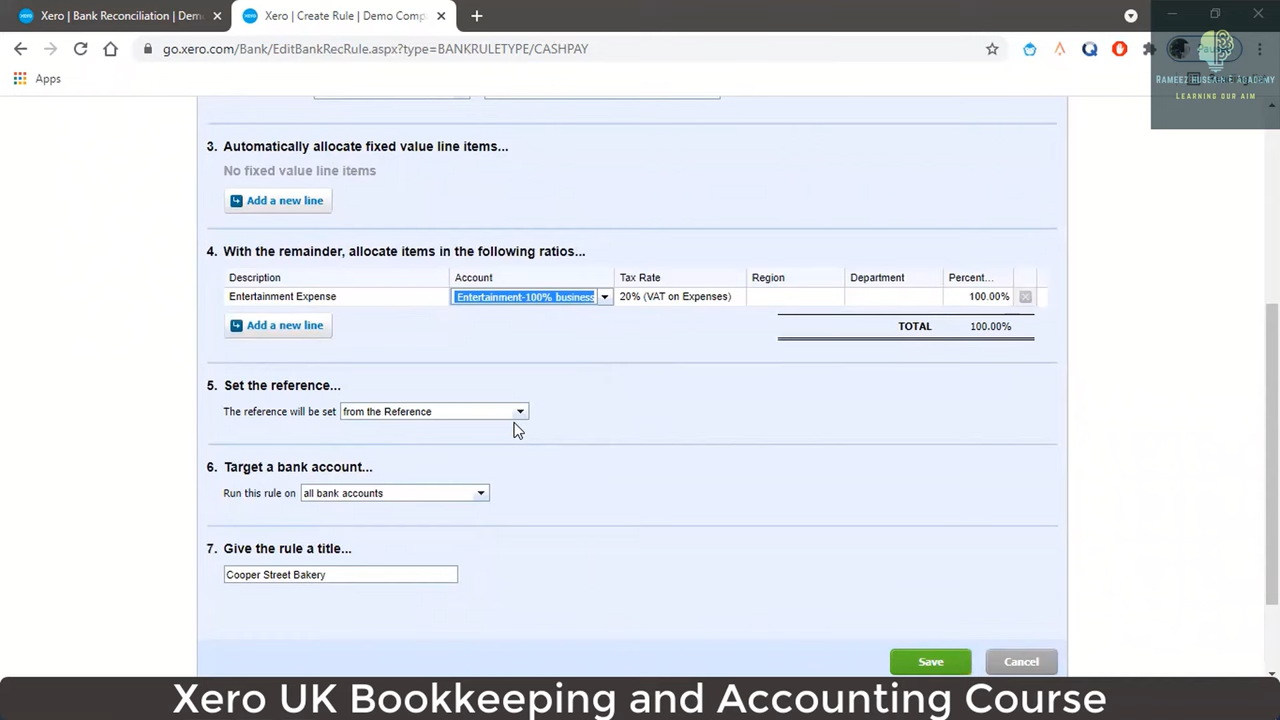 Xero | Bank Reconciliation | Demo
Xero | Create Rule | Demo Comp
go.xero.com/Bank/EditBankRecRule.aspx?type=BANKRULETYPE/CASHPAY
Apps
RAMEEZ HUSSAIN E ACADEMY
LEARNING OUR AIM
3. Automatically allocate fixed value line items...
No fixed value line items
Add a new line
4. With the remainder, allocate items in the following ratios...
Description Account Tax Rate Region Department Percent...
Entertainment Expense Entertainment-100% business 20% (VAT on Expenses) 100.00%
Add a new line
TOTAL 100.00%
5. Set the reference...
The reference will be set from the Reference
6. Target a bank account...
Run this rule on all bank accounts
7. Give the rule a title...
Cooper Street Bakery
Save Cancel
Xero UK Bookkeeping and Accounting Course